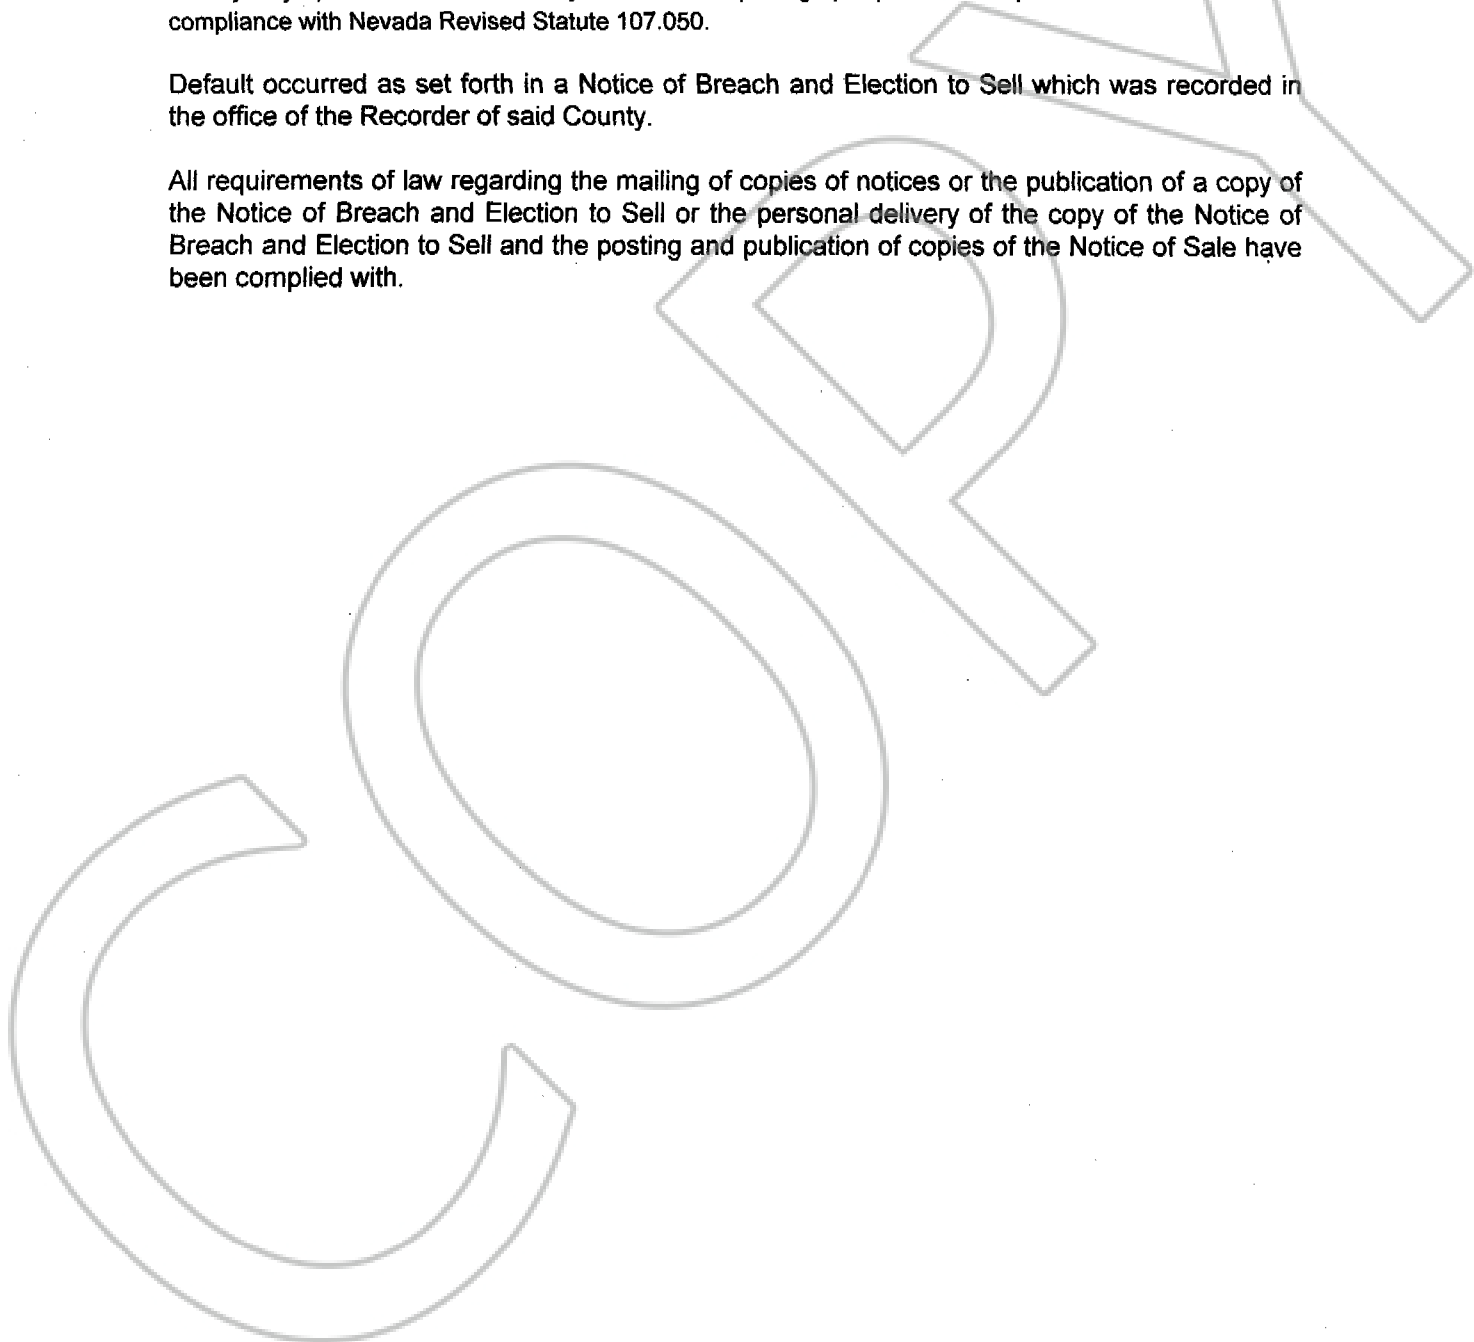 compliance with Nevada Revised Statute 107.050.
Default occurred as set forth in a Notice of Breach and Election to Sell which was recorded in
the office of the Recorder of said County.
All requirements of law regarding the mailing of copies of notices or the publication of a copy of
the Notice of Breach and Election to Sell or the personal delivery of the copy of the Notice of
Breach and Election to Sell and the posting and publication of copies of the Notice of Sale have
been complied with.
COPY